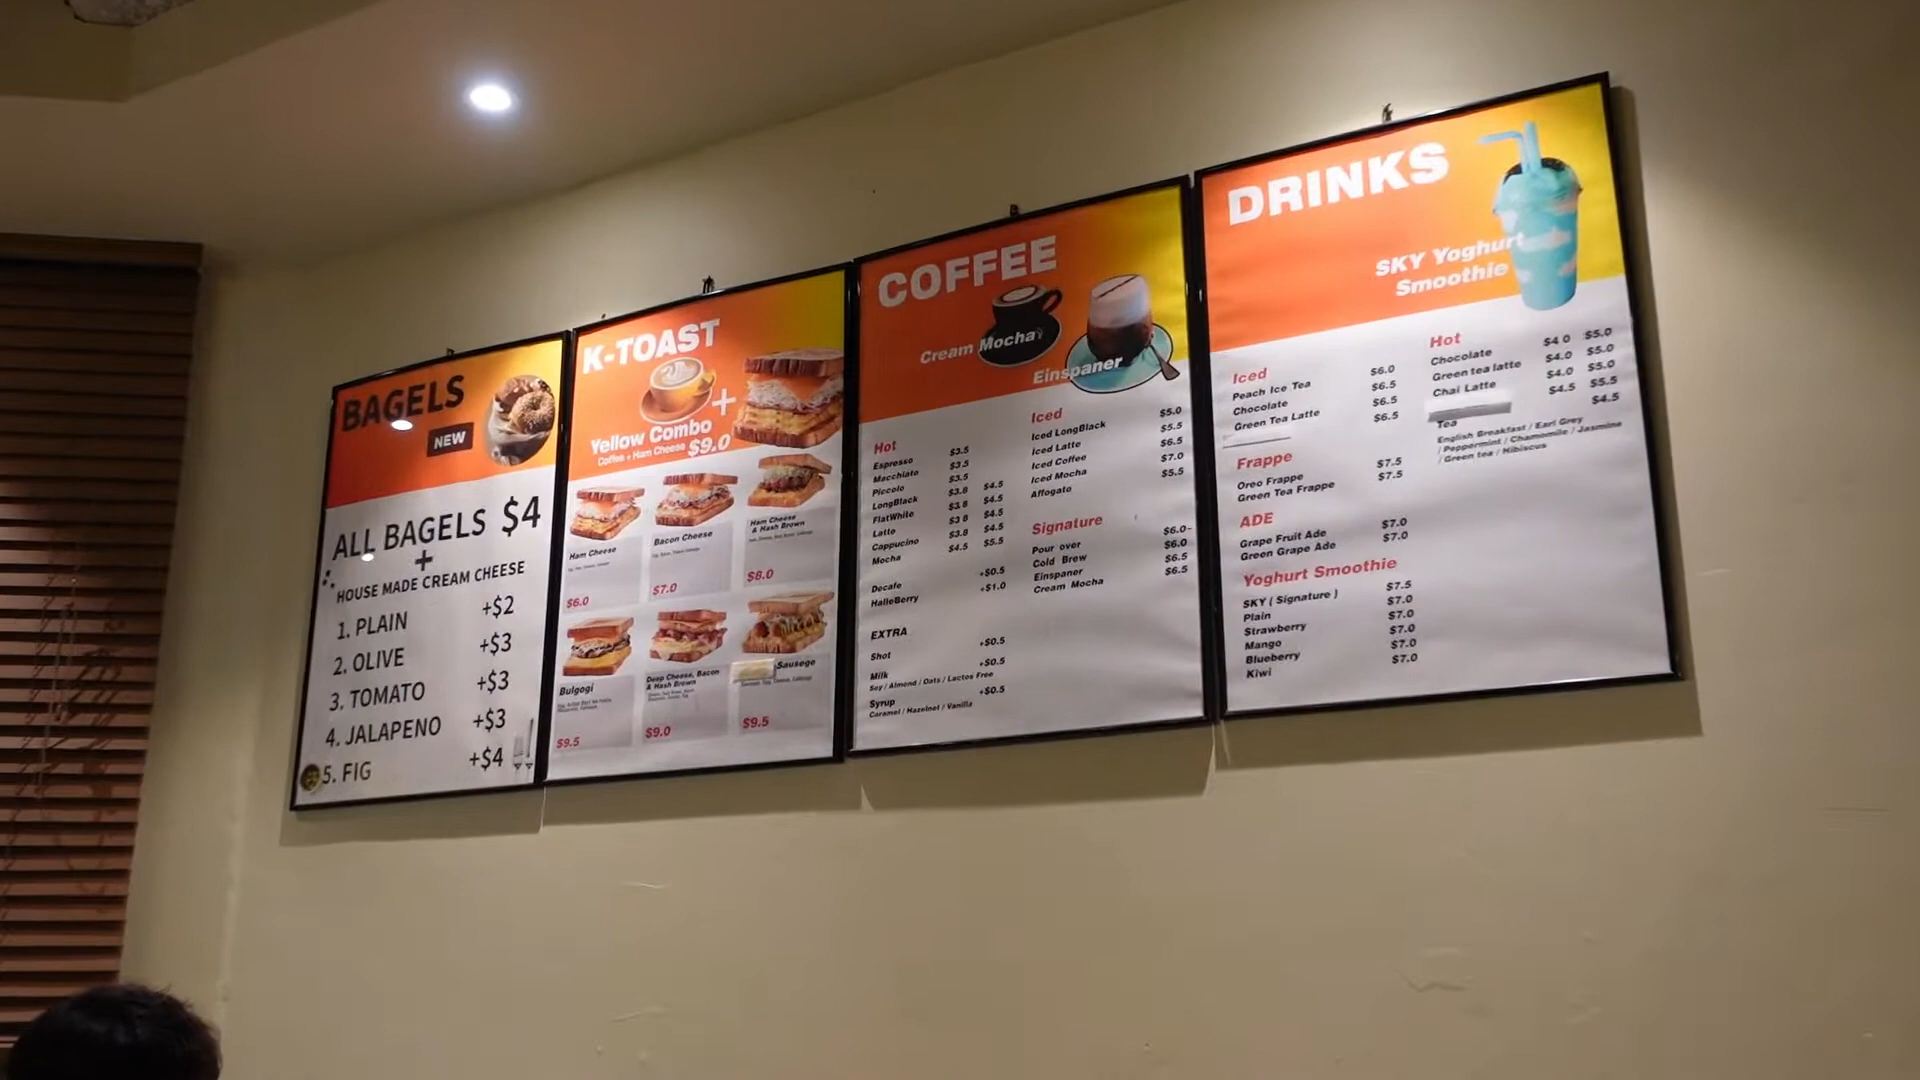 BAGELS
NEW
ALL BAGELS $4
+
HOUSE MADE CREAM CHEESE
1. PLAIN +$2
2. OLIVE +$3
3. TOMATO +$3
4. JALAPENO +$3
5. FIG +$4
K-TOAST
+
Yellow Combo
Coffee + Ham Cheese $9.0
Ham Cheese
$6.0
Bacon Cheese
$7.0
Ham Cheese
& Hash Brown
$8.0
Bulgogi
$9.5
Deop Cheese, Bacon
& Hash Brown
$9.0
Sausege
$9.5
COFFEE
Cream Mocha
Einspaner
Hot
Espresso $3.5
Macchiato $3.5
Piccolo $3.5
LongBlack $3.8 $4.5
FlatWhite $3.8 $4.5
Latte $3.8 $4.5
Cappucino $3.8 $4.5
Mocha $4.5 $5.5
Decafe +$0.5
HalieBerry +$1.0
EXTRA
Shot +$0.5
Milk +$0.5
Soy / Almond / Oats / Lactos Free
Syrup +$0.5
Caramel / Hazelnet / Vanilla
Iced
Iced LongBlack $5.0
Iced Latte $5.5
Iced Coffee $6.5
Iced Mocha $7.0
Affogato $5.5
Signature
Pour over $6.0~
Cold Brew $6.0
Einspaner $6.5
Cream Mocha $6.5
DRINKS
SKY Yoghurt
Smoothie
Iced
Peach Ice Tea $6.0
Chocolate $6.5
Green Tea Latte $6.5
$6.5
Frappe
Oreo Frappe $7.5
Green Tea Frappe $7.5
ADE
Grape Fruit Ade $7.0
Green Grape Ade $7.0
Yoghurt Smoothie
SKY ( Signature ) $7.5
Plain $7.0
Strawberry $7.0
Mango $7.0
Blueberry $7.0
Kiwi $7.0
Hot
Chocolate $4.0 $5.0
Green tea latte $4.0 $5.0
Chai Latte $4.0 $5.0
$4.5 $5.5
Tea $4.5
English Breakfast / Earl Grey
/ Peppermint / Chamomile / Jasmine
/ Green tea / Hibiscus